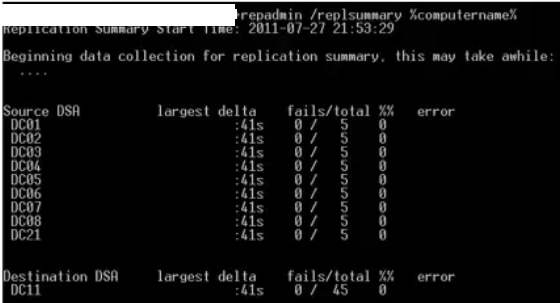 repadmin /replsummary %computername%
Replication Summary Start Time: 2011-07-27 21:53:29
Beginning data collection for replication summary, this may take awhile:
....
Source DSA largest delta fails/total %% error
DC01 :41s 0 / 5 0
DC02 :41s 0 / 5 0
DC03 :41s 0 / 5 0
DC04 :41s 0 / 5 0
DC05 :41s 0 / 5 0
DC06 :41s 0 / 5 0
DC07 :41s 0 / 5 0
DC08 :41s 0 / 5 0
DC21 :41s 0 / 5 0
Destination DSA largest delta fails/total %% error
DC11 :41s 0 / 45 0